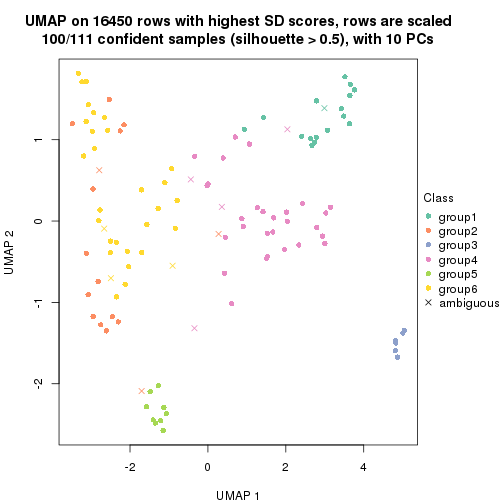 UMAP on 16450 rows with highest SD scores, rows are scaled
100/111 confident samples (silhouette > 0.5), with 10 PCs
Class
group1
group2
group3
group4
group5
group6
ambiguous
UMAP 2
1
0
-1
-2
-2
0
2
4
UMAP 1